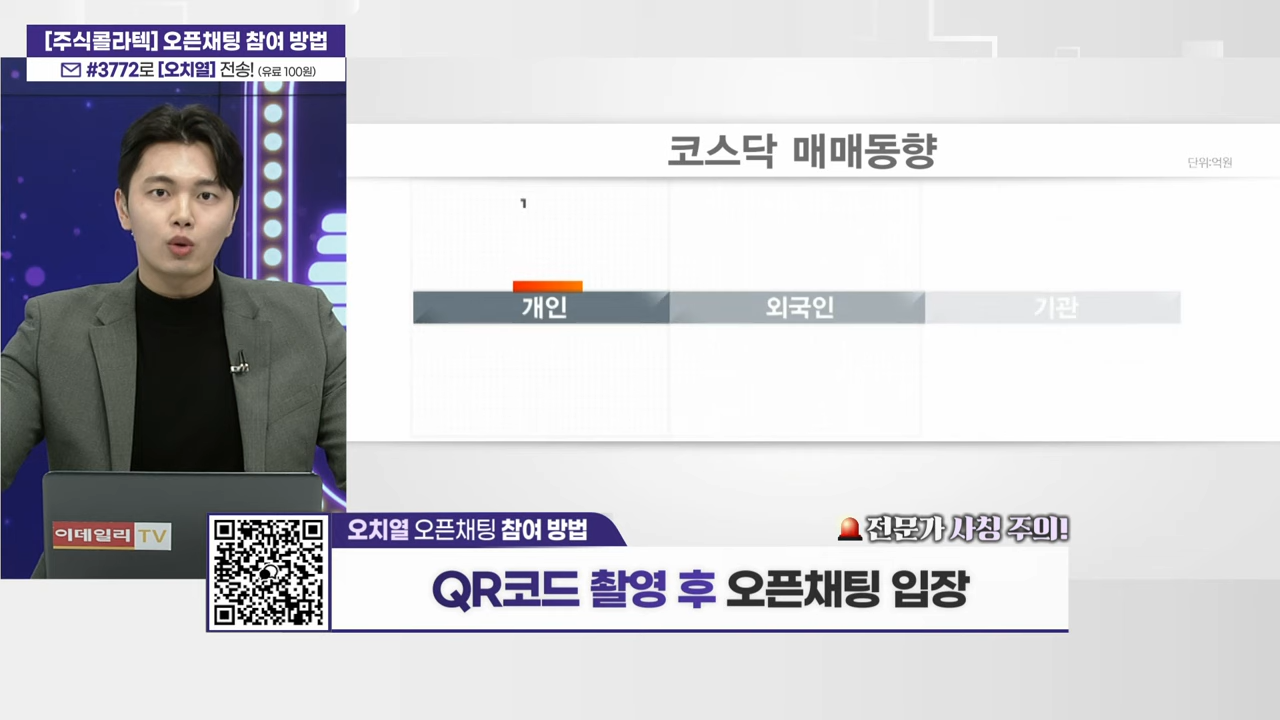 [주식콜라텍] 오픈채팅 참여 방법
#3772로 [오치열] 전송! (유료 100원)
코스닥 매매동향
단위:억원
1
개인
외국인
기관
이데일리 TV
오치열 오픈채팅 참여 방법
전문가 사칭 주의!
QR코드 촬영 후 오픈채팅 입장